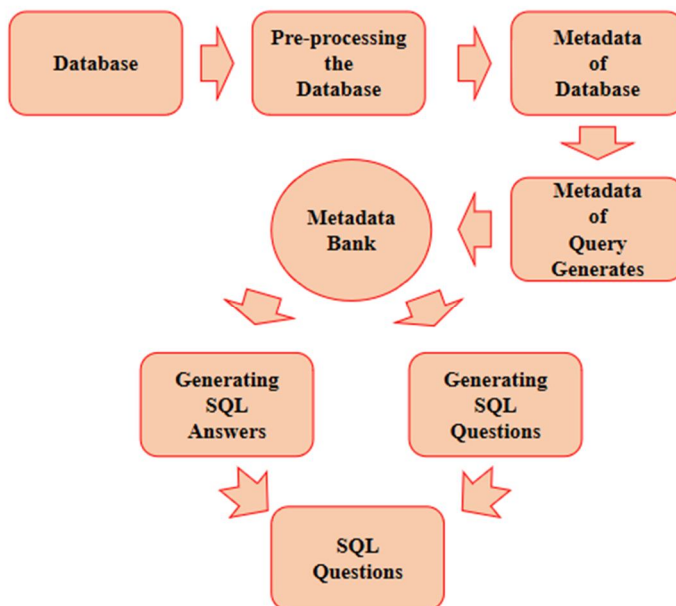 Database
Pre-processing
the
Database
Metadada
of
Database
Metadata
of
Query
Generates
Metadata
Bank
Generating
SQL
Answers
Generating
SQL
Questions
SQL
Questions